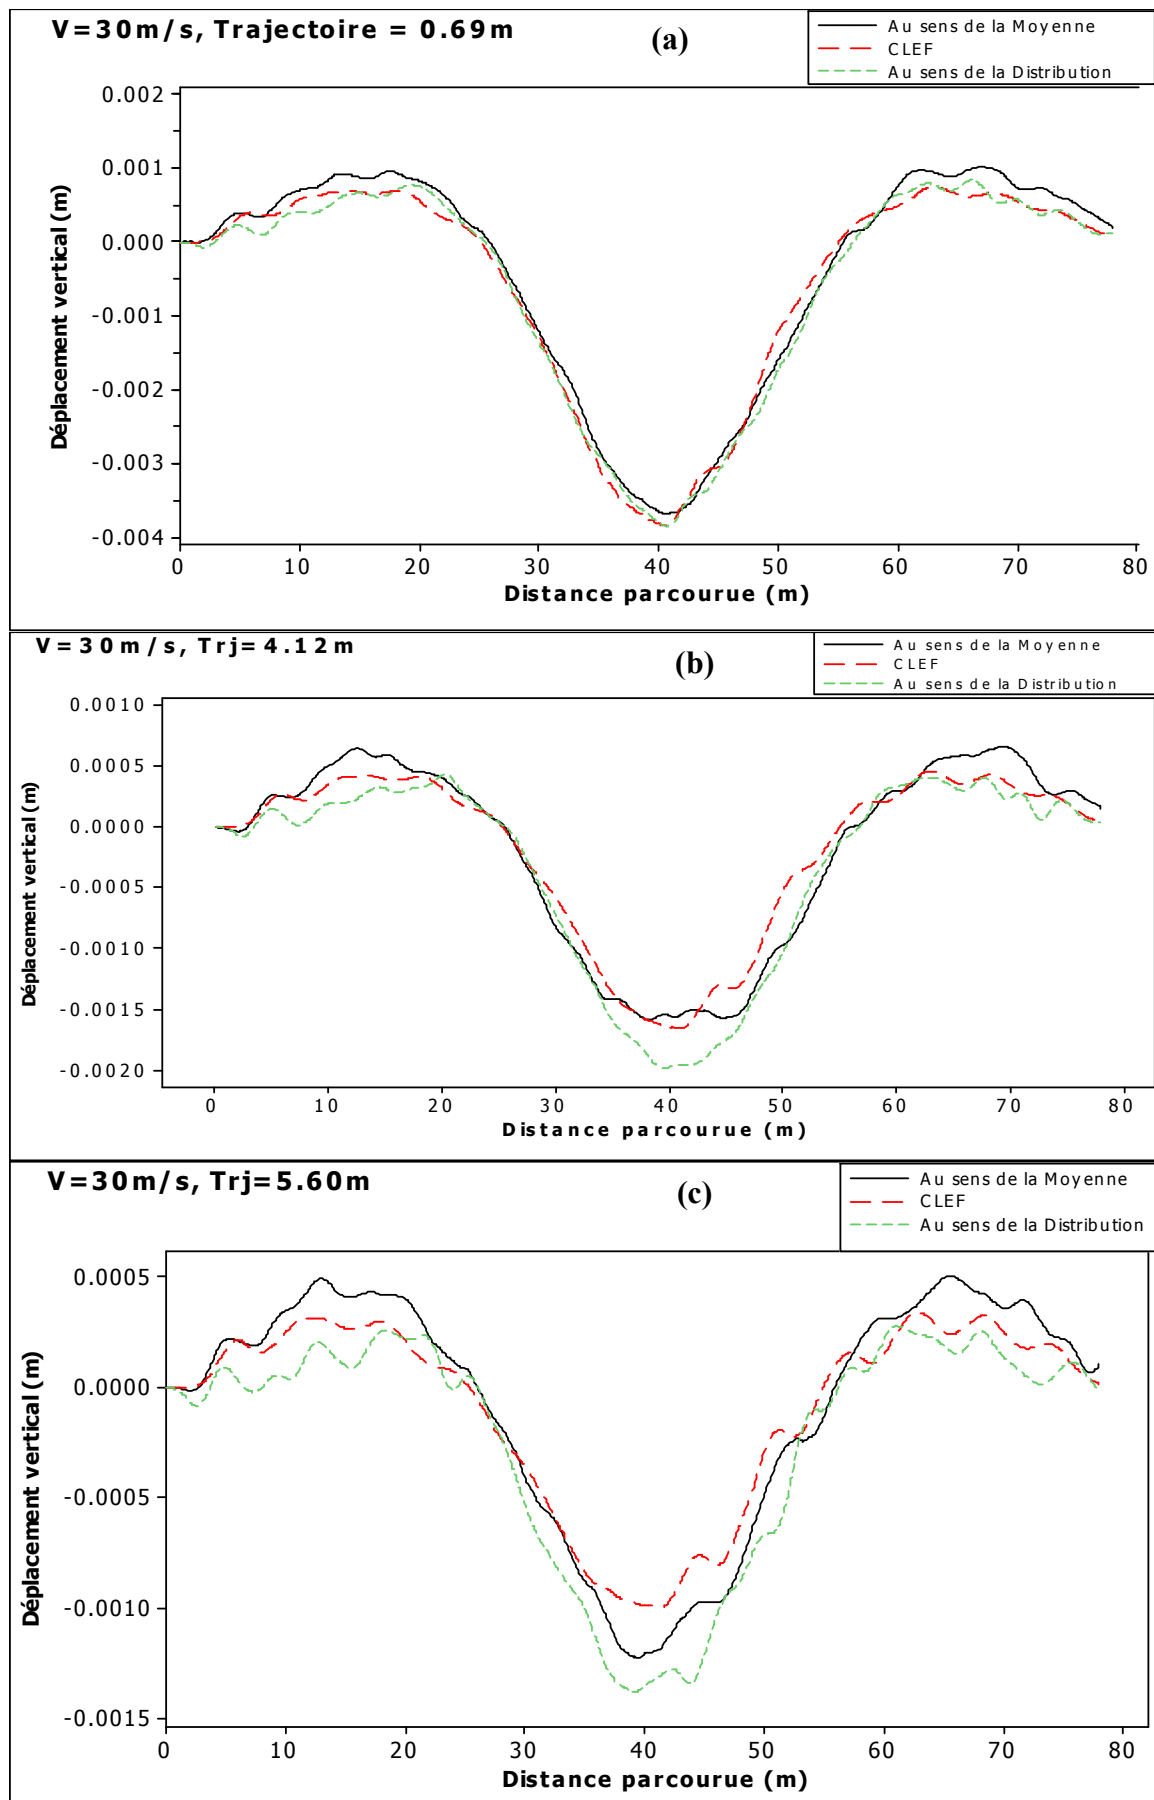 V=30m/s, Trajectoire = 0.69m
(a)
Au sens de la Moyenne
CLEF
Au sens de la Distribution
0.002
0.001
0.000
-0.001
-0.002
-0.003
-0.004
Déplacement vertical (m)
0 10 20 30 40 50 60 70 80
Distance parcourue (m)
V=30m/s, Trj=4.12m
(b)
Au sens de la Moyenne
CLEF
Au sens de la Distribution
0.0010
0.0005
0.0000
-0.0005
-0.0010
-0.0015
-0.0020
Déplacement vertical (m)
0 10 20 30 40 50 60 70 80
Distance parcourue (m)
V=30m/s, Trj=5.60m
(c)
Au sens de la Moyenne
CLEF
Au sens de la Distribution
0.0005
0.0000
-0.0005
-0.0010
-0.0015
Déplacement vertical (m)
0 10 20 30 40 50 60 70 80
Distance parcourue (m)